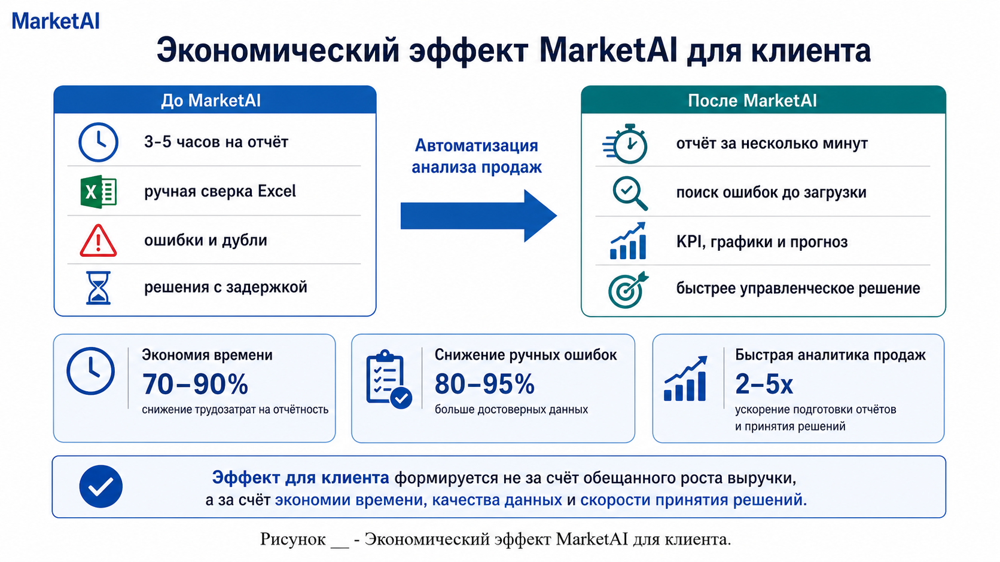 MarketAI
Экономический эффект MarketAI для клиента
До MarketAI
3–5 часов на отчёт
X
ручная сверка Excel
ошибки и дубли
решения с задержкой
Автоматизация
анализа продаж
После MarketAI
отчёт за несколько минут
поиск ошибок до загрузки
KPI, графики и прогноз
быстрее управленческое решение
Экономия времени
70–90%
снижение трудозатрат на отчётность
Снижение ручных ошибок
80–95%
больше достоверных данных
Быстрая аналитика продаж
2–5x
ускорение подготовки отчётов
и принятия решений
Эффект для клиента формируется не за счёт обещанного роста выручки,
а за счёт экономии времени, качества данных и скорости принятия решений.
Рисунок __ - Экономический эффект MarketAI для клиента.